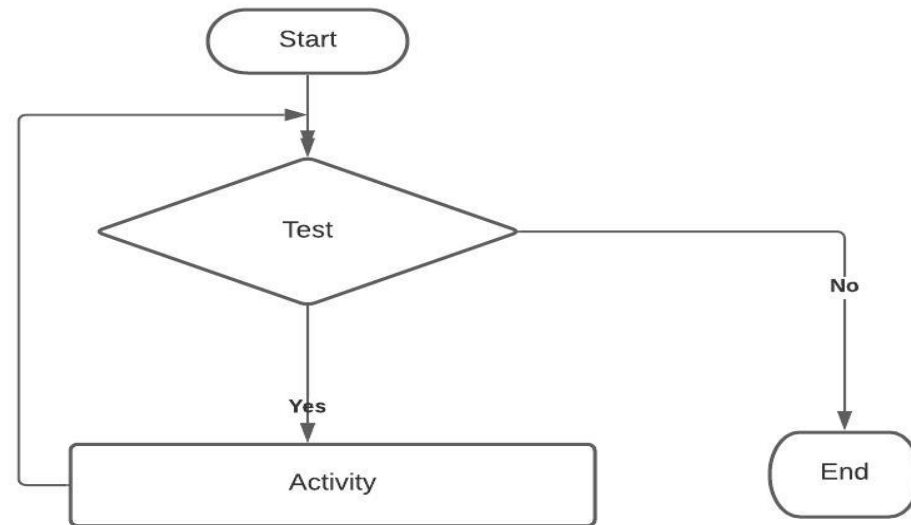 Start
Test
No
Yes
Activity
End